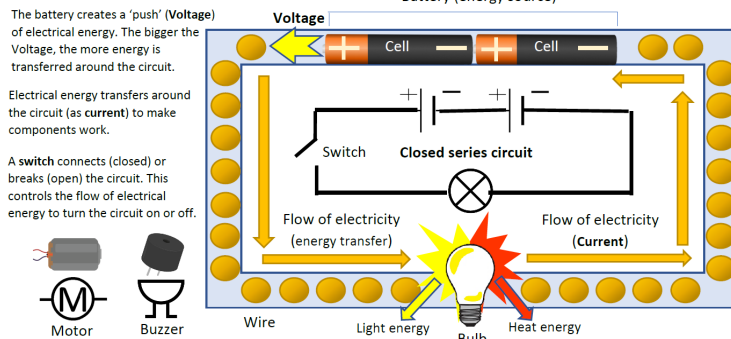 Battery (energy source)
The battery creates a ‘push’ (Voltage)
of electrical energy. The bigger the
Voltage, the more energy is
transferred around the circuit.
Electrical energy transfers around
the circuit (as current) to make
components work.
A switch connects (closed) or
breaks (open) the circuit. This
controls the flow of electrical
energy to turn the circuit on or off.
Voltage
+ Cell − + Cell −
+ − + −
Switch
Closed series circuit
Flow of electricity
(energy transfer)
Flow of electricity
(Current)
M
Motor
Buzzer
Wire
Light energy
Bulb
Heat energy